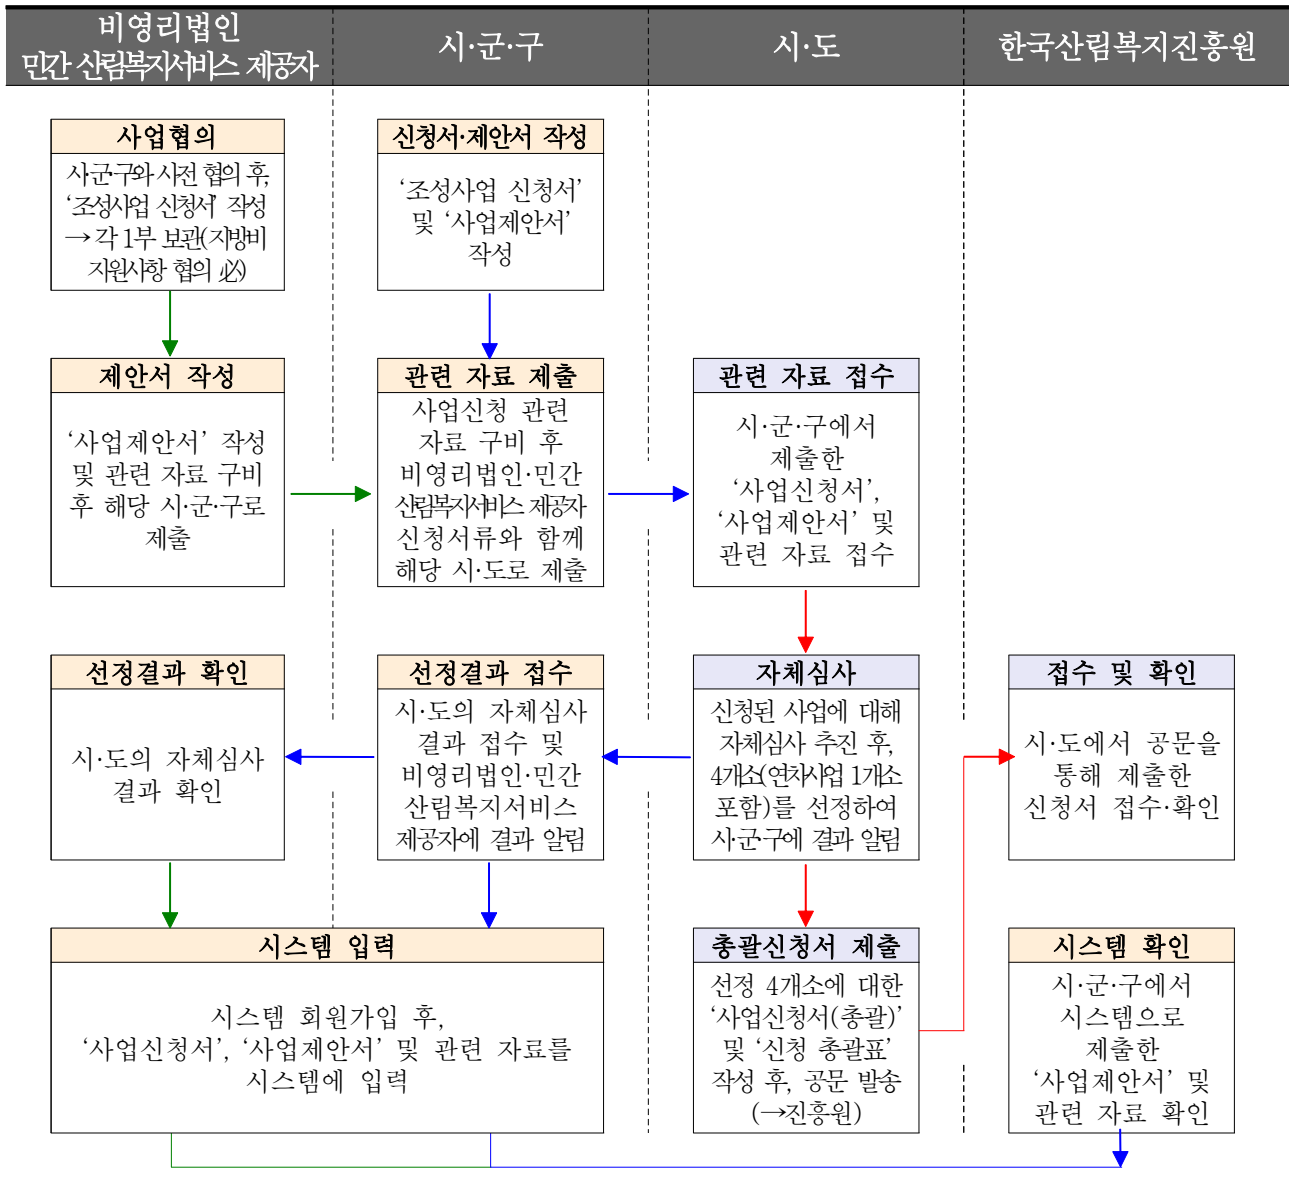 비영리법인
민간 산림복지서비스 제공자
시·군·구
시·도
한국산림복지진흥원
사업협의
시·군·구와 사전 협의 후,
‘조성사업 신청서’ 작성
→각 1부 보관(지방비
지원사항 협의 必)
신청서·제안서 작성
‘조성사업 신청서’
및 ‘사업제안서’
작성
제안서 작성
‘사업제안서’ 작성
및 관련 자료 구비
후 해당 시·군·구로
제출
관련 자료 제출
사업신청 관련
자료 구비 후
비영리법인·민간
산림복지서비스 제공자
신청서류와 함께
해당 시·도로 제출
관련 자료 접수
시·군·구에서
제출한
‘사업신청서’,
‘사업제안서’ 및
관련 자료 접수
선정결과 확인
시·도의 자체심사
결과 확인
선정결과 접수
시·도의 자체심사
결과 접수 및
비영리법인·민간
산림복지서비스
제공자에 결과 알림
자체심사
신청된 사업에 대해
자체심사 추진 후,
4개소(연차사업 1개소
포함)를 선정하여
시·군·구에 결과 알림
접수 및 확인
시·도에서 공문을
통해 제출한
신청서 접수·확인
시스템 입력
시스템 회원가입 후,
‘사업신청서’, ‘사업제안서’ 및 관련 자료를
시스템에 입력
총괄신청서 제출
선정 4개소에 대한
‘사업신청서(총괄)’
및 ‘신청 총괄표’
작성 후, 공문 발송
(→진흥원)
시스템 확인
시·군·구에서
시스템으로
제출한
‘사업제안서’ 및
관련 자료 확인